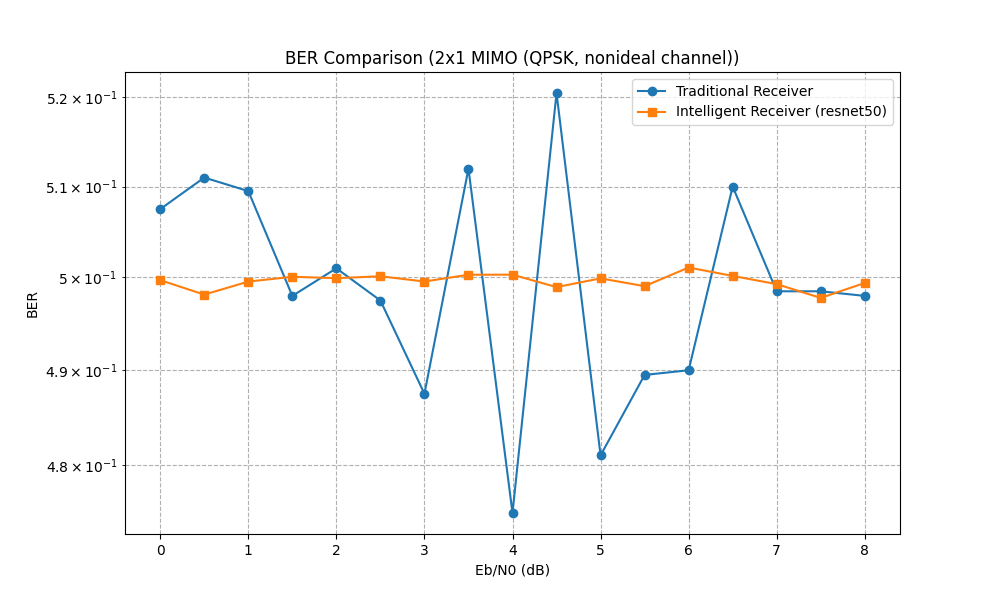 BER Comparison (2x1 MIMO (QPSK, nonideal channel))
Traditional Receiver
Intelligent Receiver (resnet50)
BER
5.2 × 10⁻¹
5.1 × 10⁻¹
5 × 10⁻¹
4.9 × 10⁻¹
4.8 × 10⁻¹
0 1 2 3 4 5 6 7 8
Eb/N0 (dB)